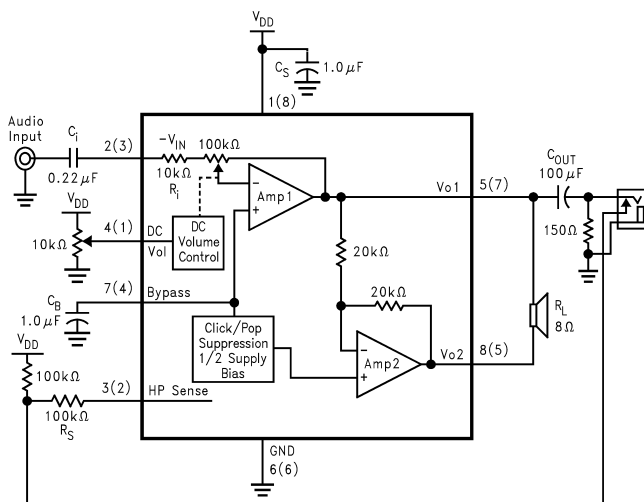 VDD
CS
1.0μF
1(8)
Audio
Input
Ci
0.22μF
2(3)
-VIN
10kΩ
100kΩ
Ri
Amp1
Vo1
5(7)
COUT
100μF
150Ω
VDD
10kΩ
4(1)
DC
Vol
DC
Volume
Control
20kΩ
20kΩ
7(4)
Bypass
CB
1.0μF
Click/Pop
Suppression
1/2 Supply
Bias
Amp2
Vo2
8(5)
RL
8Ω
VDD
100kΩ
3(2)
HP Sense
100kΩ
RS
GND
6(6)